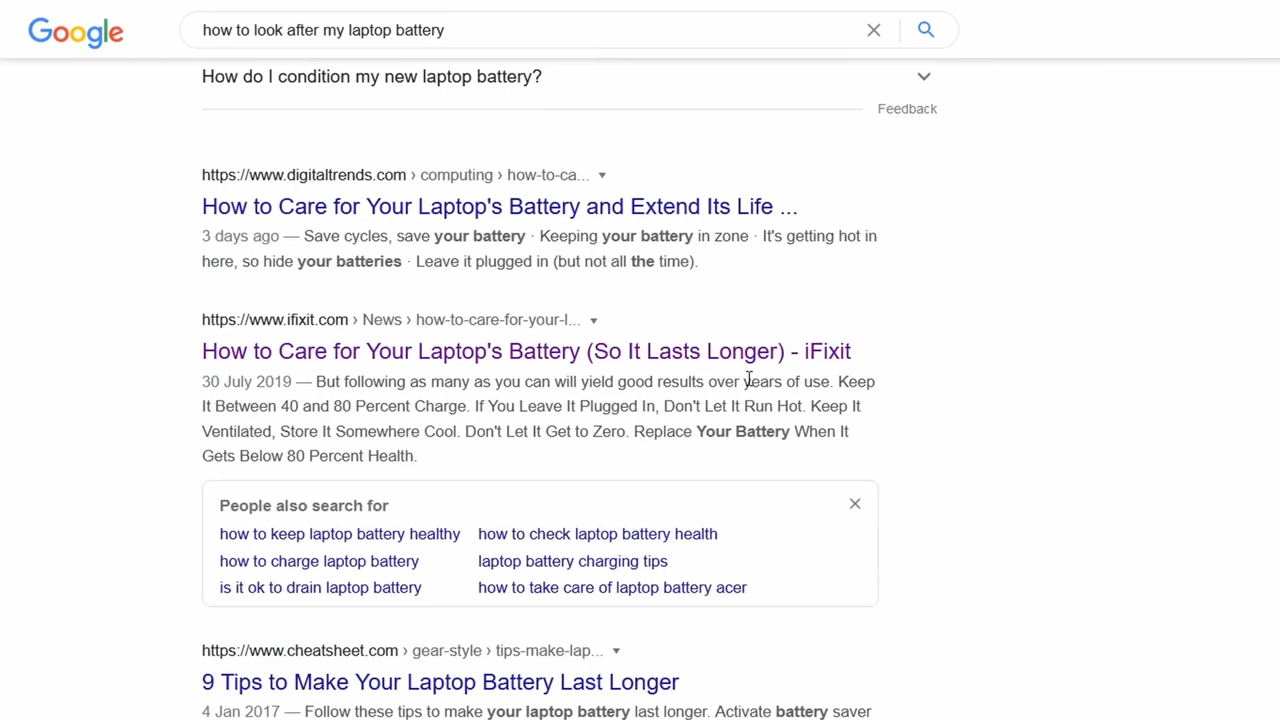 Google
how to look after my laptop battery
How do I condition my new laptop battery?
Feedback
https://www.digitaltrends.com › computing › how-to-ca...
How to Care for Your Laptop's Battery and Extend Its Life ...
3 days ago — Save cycles, save your battery · Keeping your battery in zone · It's getting hot in
here, so hide your batteries · Leave it plugged in (but not all the time).
https://www.ifixit.com › News › how-to-care-for-your-l...
How to Care for Your Laptop's Battery (So It Lasts Longer) - iFixit
30 July 2019 — But following as many as you can will yield good results over years of use. Keep
It Between 40 and 80 Percent Charge. If You Leave It Plugged In, Don't Let It Run Hot. Keep It
Ventilated, Store It Somewhere Cool. Don't Let It Get to Zero. Replace Your Battery When It
Gets Below 80 Percent Health.
People also search for
how to keep laptop battery healthy how to check laptop battery health
how to charge laptop battery laptop battery charging tips
is it ok to drain laptop battery how to take care of laptop battery acer
https://www.cheatsheet.com › gear-style › tips-make-lap...
9 Tips to Make Your Laptop Battery Last Longer
4 Jan 2017 — Follow these tips to make your laptop battery last longer. Activate battery saver